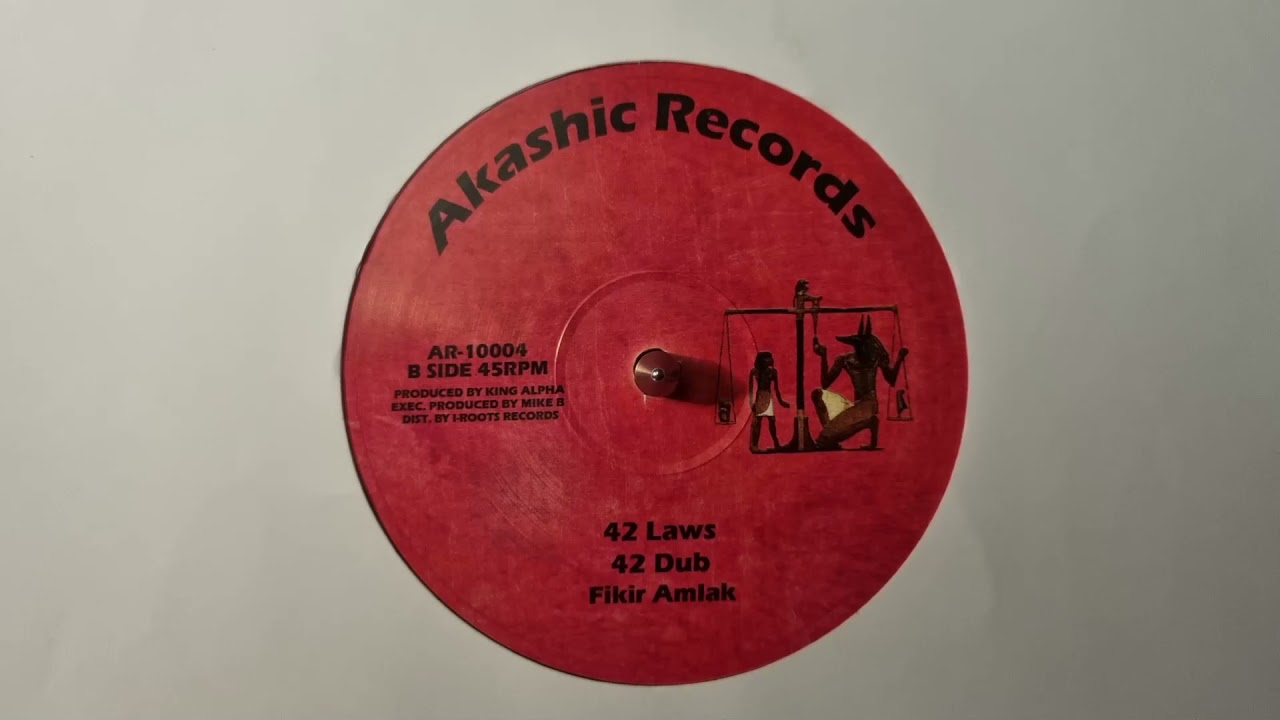 Akashic Records
AR-10004
B SIDE 45RPM
PRODUCED BY KING ALPHA
EXEC. PRODUCED BY MIKE B
DIST. BY I-ROOTS RECORDS
42 Laws
42 Dub
Fikir Amlak